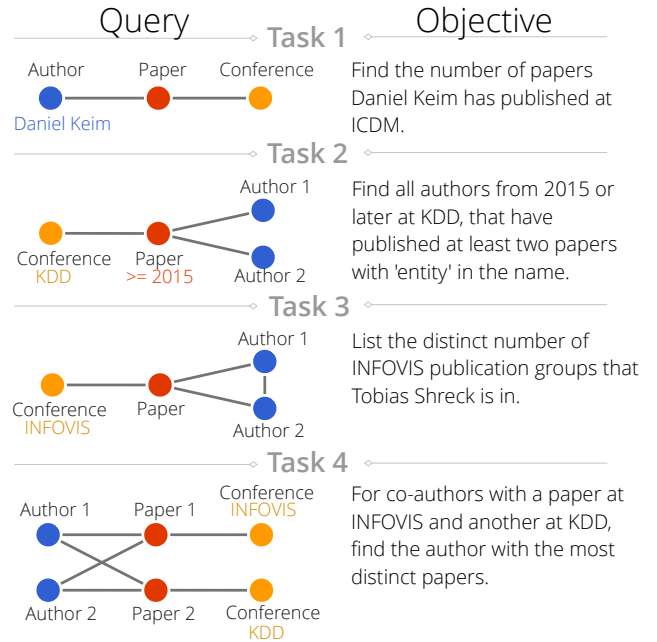 Query
Objective
Task 1
Author
Paper
Conference
Daniel Keim
Find the number of papers
Daniel Keim has published at
ICDM.
Task 2
Author 1
Conference
KDD
Paper
>= 2015
Author 2
Find all authors from 2015 or
later at KDD, that have
published at least two papers
with 'entity' in the name.
Task 3
Author 1
Conference
INFOVIS
Paper
Author 2
List the distinct number of
INFOVIS publication groups that
Tobias Shreck is in.
Task 4
Author 1
Paper 1
Conference
INFOVIS
Author 2
Paper 2
Conference
KDD
For co-authors with a paper at
INFOVIS and another at KDD,
find the author with the most
distinct papers.